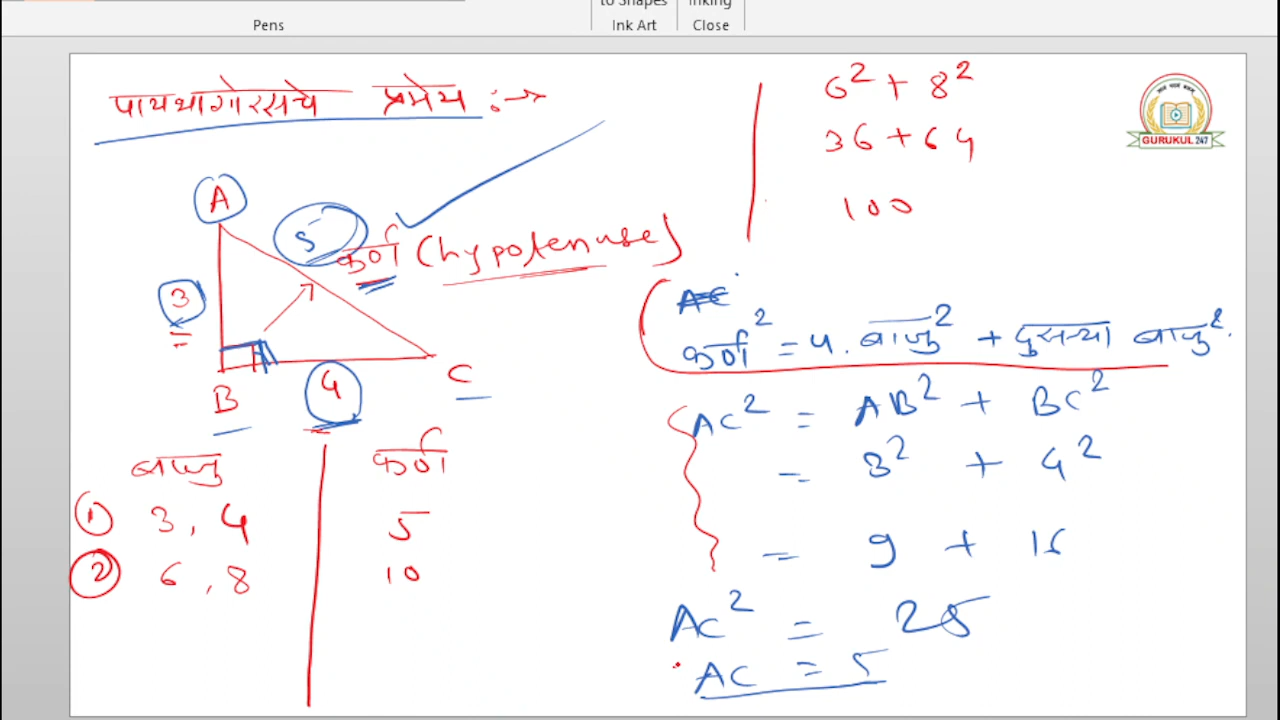 to Shapes
Inking
Pens
Ink Art
Close
पायथागोरसचे प्रमेय :→
A
5
कर्ण (hypotenuse)
3
B
4
C
बाजू
कर्ण
① 3, 4
5
② 6, 8
10
6² + 8²
36 + 64
100
GURUKUL 247
AC
कर्ण² = प. बाजू² + दुसऱ्या बाजू².
AC² = AB² + BC²
= 3² + 4²
= 9 + 16
AC² = 25
AC = 5